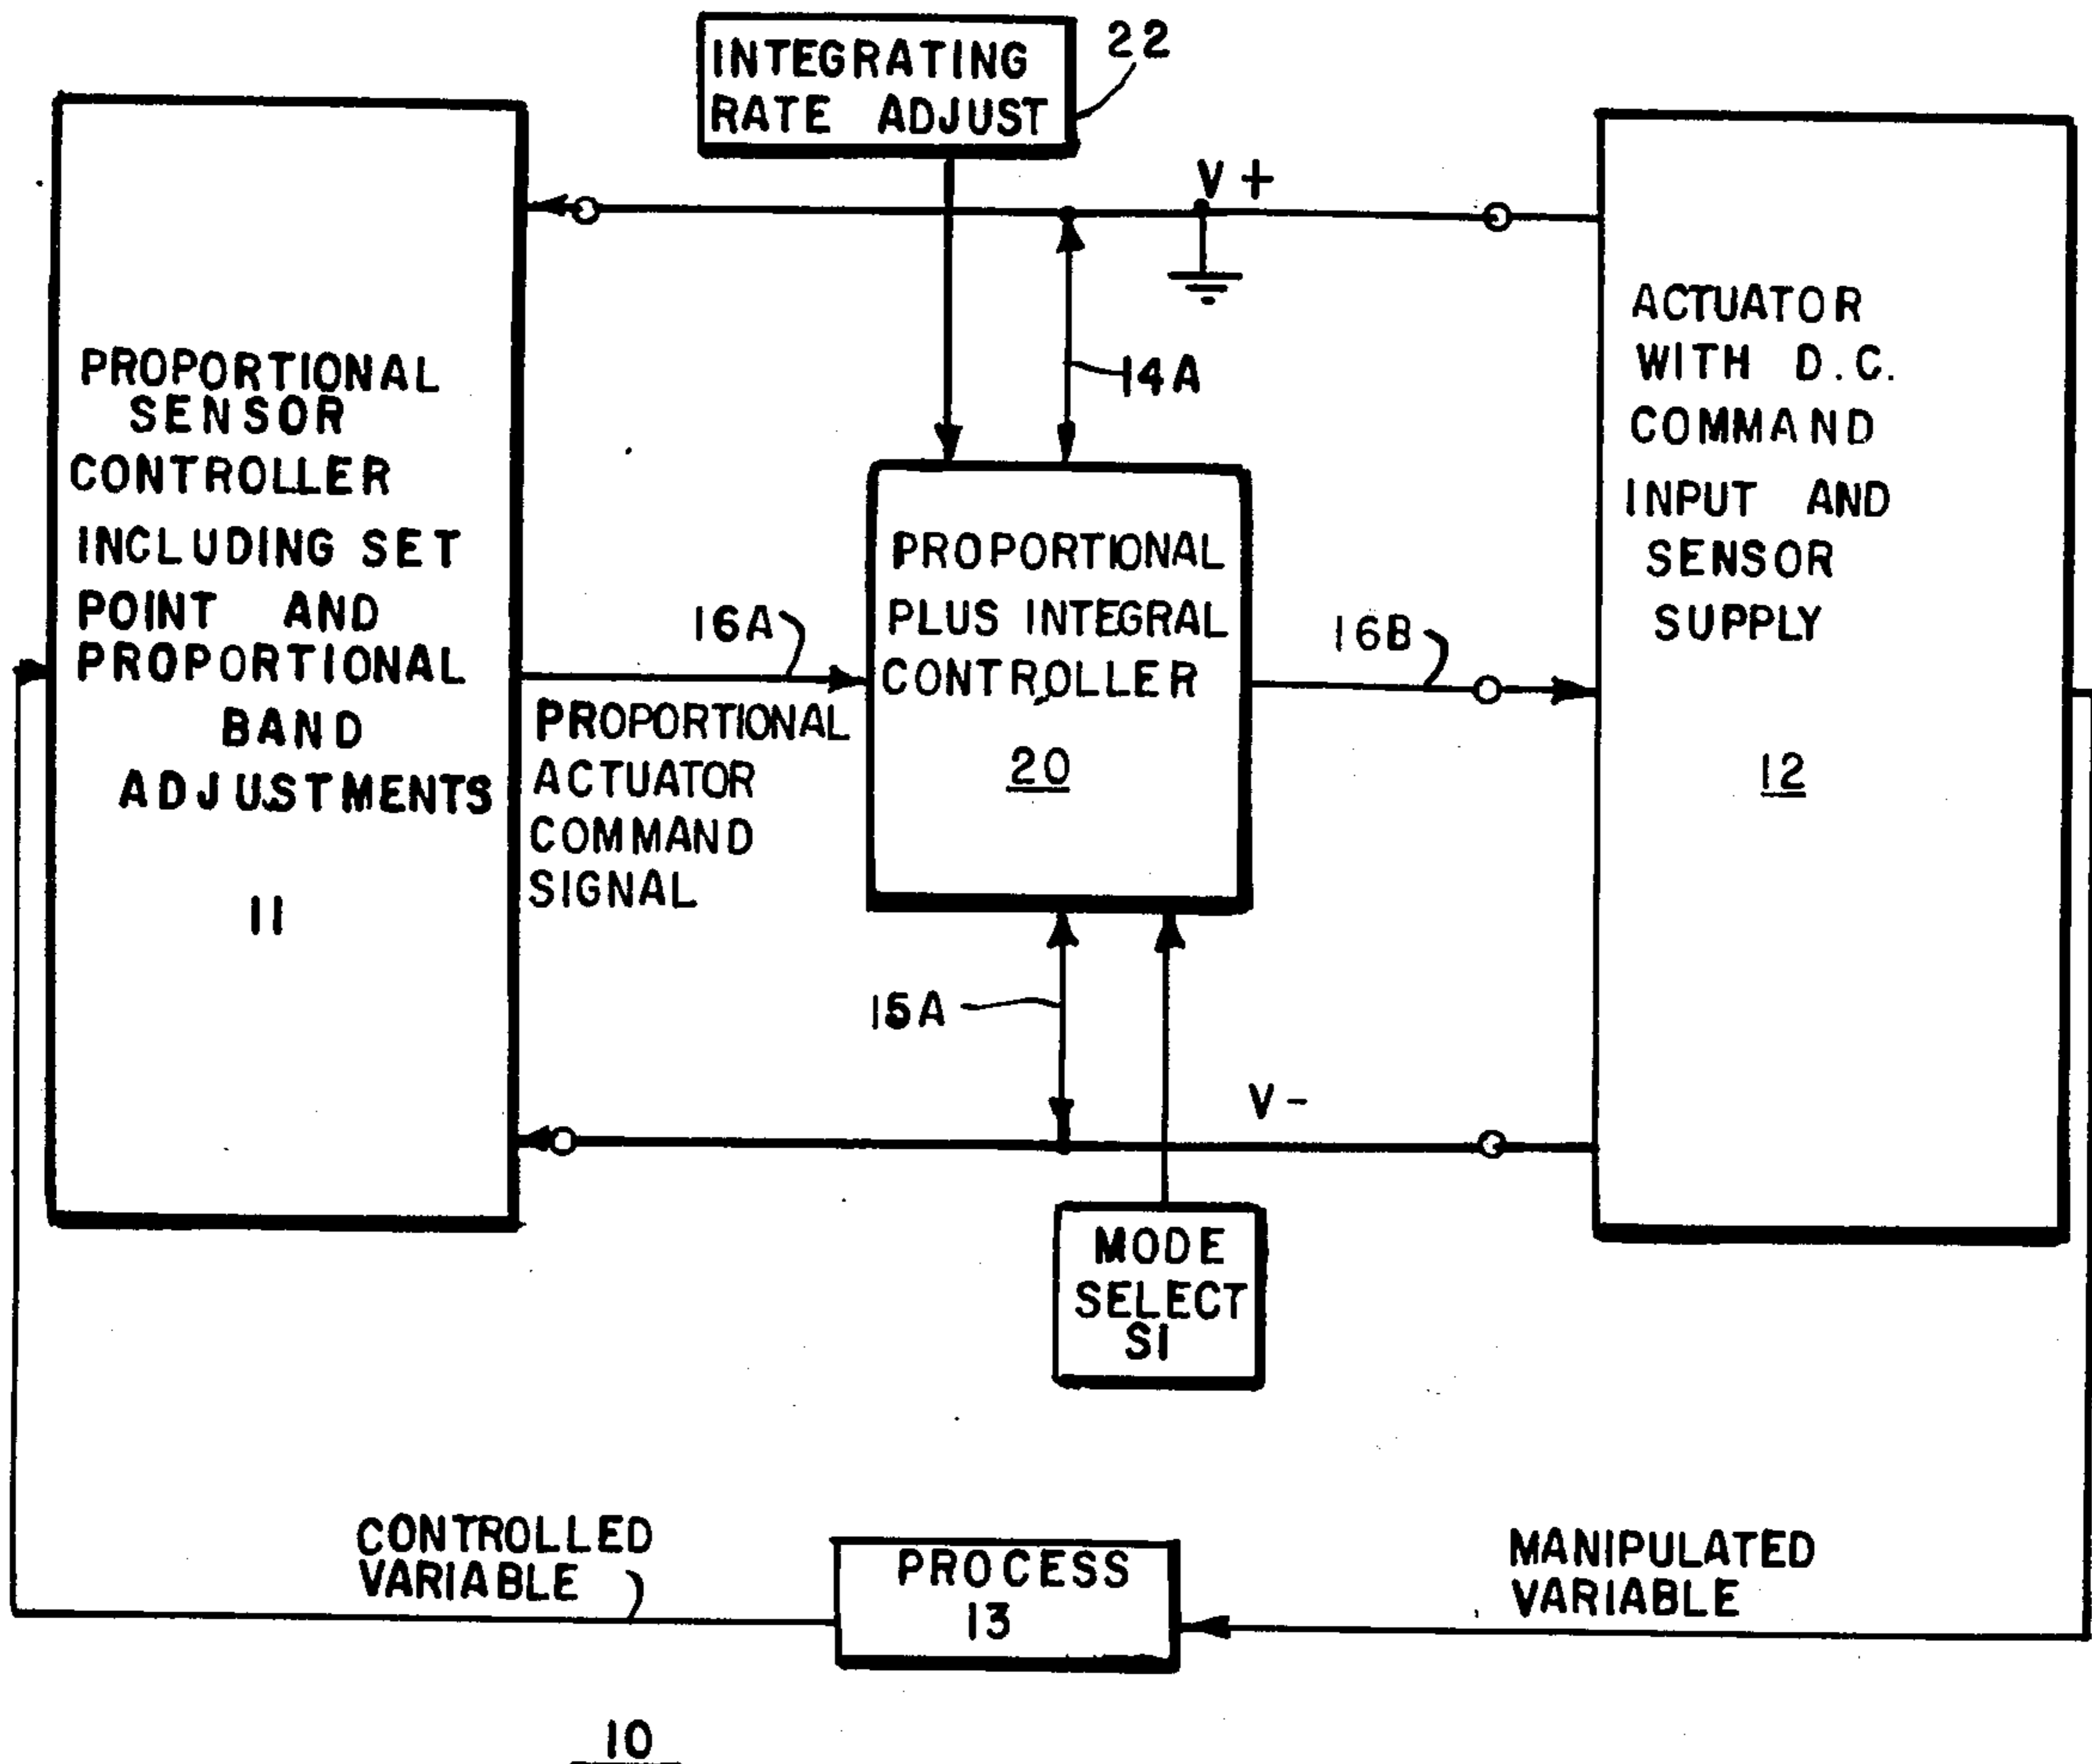 INTEGRATING
RATE ADJUST
22
V +
14A
PROPORTIONAL
SENSOR
CONTROLLER
INCLUDING SET
POINT AND
PROPORTIONAL
BAND
ADJUSTMENTS
11
16A
PROPORTIONAL
ACTUATOR
COMMAND
SIGNAL
PROPORTIONAL
PLUS INTEGRAL
CONTROLLER
20
16B
ACTUATOR
WITH D.C.
COMMAND
INPUT AND
SENSOR
SUPPLY
12
15A
V -
MODE
SELECT
S1
CONTROLLED
VARIABLE
PROCESS
13
MANIPULATED
VARIABLE
10